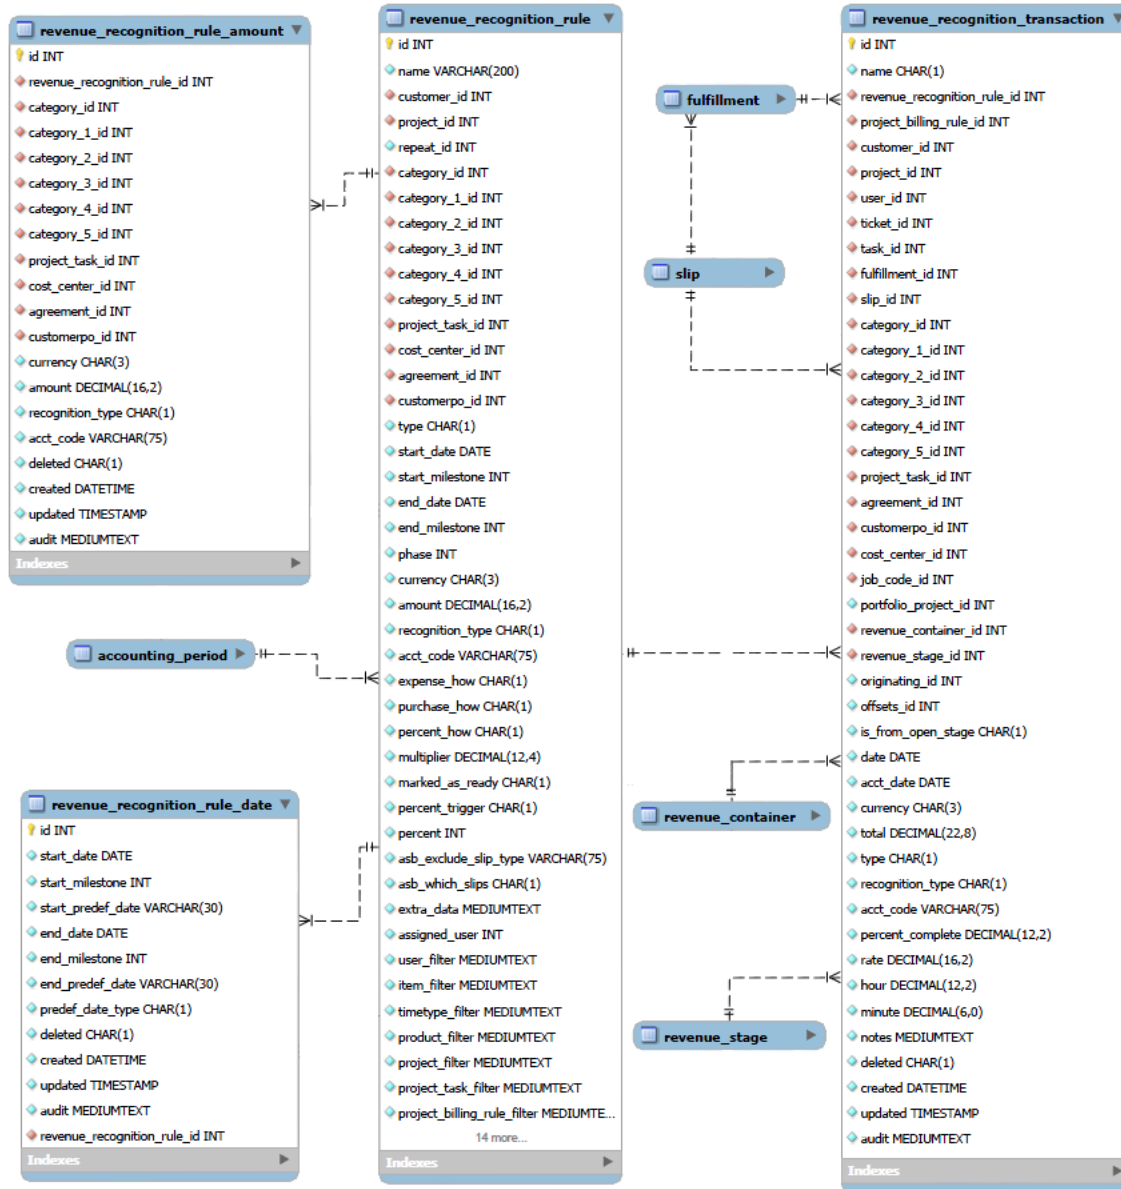 revenue_recognition_rule_amount
id INT
revenue_recognition_rule_id INT
category_id INT
category_1_id INT
category_2_id INT
category_3_id INT
category_4_id INT
category_5_id INT
project_task_id INT
cost_center_id INT
agreement_id INT
customerpo_id INT
currency CHAR(3)
amount DECIMAL(16,2)
recognition_type CHAR(1)
acct_code VARCHAR(75)
deleted CHAR(1)
created DATETIME
updated TIMESTAMP
audit MEDIUMTEXT
Indexes
accounting_period
revenue_recognition_rule_date
id INT
start_date DATE
start_milestone INT
start_predef_date VARCHAR(30)
end_date DATE
end_milestone INT
end_predef_date VARCHAR(30)
predef_date_type CHAR(1)
deleted CHAR(1)
created DATETIME
updated TIMESTAMP
audit MEDIUMTEXT
revenue_recognition_rule_id INT
Indexes
revenue_recognition_rule
id INT
name VARCHAR(200)
customer_id INT
project_id INT
repeat_id INT
category_id INT
category_1_id INT
category_2_id INT
category_3_id INT
category_4_id INT
category_5_id INT
project_task_id INT
cost_center_id INT
agreement_id INT
customerpo_id INT
type CHAR(1)
start_date DATE
start_milestone INT
end_date DATE
end_milestone INT
phase INT
currency CHAR(3)
amount DECIMAL(16,2)
recognition_type CHAR(1)
acct_code VARCHAR(75)
expense_how CHAR(1)
purchase_how CHAR(1)
percent_how CHAR(1)
multiplier DECIMAL(12,4)
marked_as_ready CHAR(1)
percent_trigger CHAR(1)
percent INT
asb_exclude_slip_type VARCHAR(75)
asb_which_slips CHAR(1)
extra_data MEDIUMTEXT
assigned_user INT
user_filter MEDIUMTEXT
item_filter MEDIUMTEXT
timetype_filter MEDIUMTEXT
product_filter MEDIUMTEXT
project_filter MEDIUMTEXT
project_task_filter MEDIUMTEXT
project_billing_rule_filter MEDIUMTE...
14 more...
Indexes
fulfillment
slip
revenue_container
revenue_stage
revenue_recognition_transaction
id INT
name CHAR(1)
revenue_recognition_rule_id INT
project_billing_rule_id INT
customer_id INT
project_id INT
user_id INT
ticket_id INT
task_id INT
fulfillment_id INT
slip_id INT
category_id INT
category_1_id INT
category_2_id INT
category_3_id INT
category_4_id INT
category_5_id INT
project_task_id INT
agreement_id INT
customerpo_id INT
cost_center_id INT
job_code_id INT
portfolio_project_id INT
revenue_container_id INT
revenue_stage_id INT
originating_id INT
offsets_id INT
is_from_open_stage CHAR(1)
date DATE
acct_date DATE
currency CHAR(3)
total DECIMAL(22,8)
type CHAR(1)
recognition_type CHAR(1)
acct_code VARCHAR(75)
percent_complete DECIMAL(12,2)
rate DECIMAL(16,2)
hour DECIMAL(12,2)
minute DECIMAL(6,0)
notes MEDIUMTEXT
deleted CHAR(1)
created DATETIME
updated TIMESTAMP
audit MEDIUMTEXT
Indexes